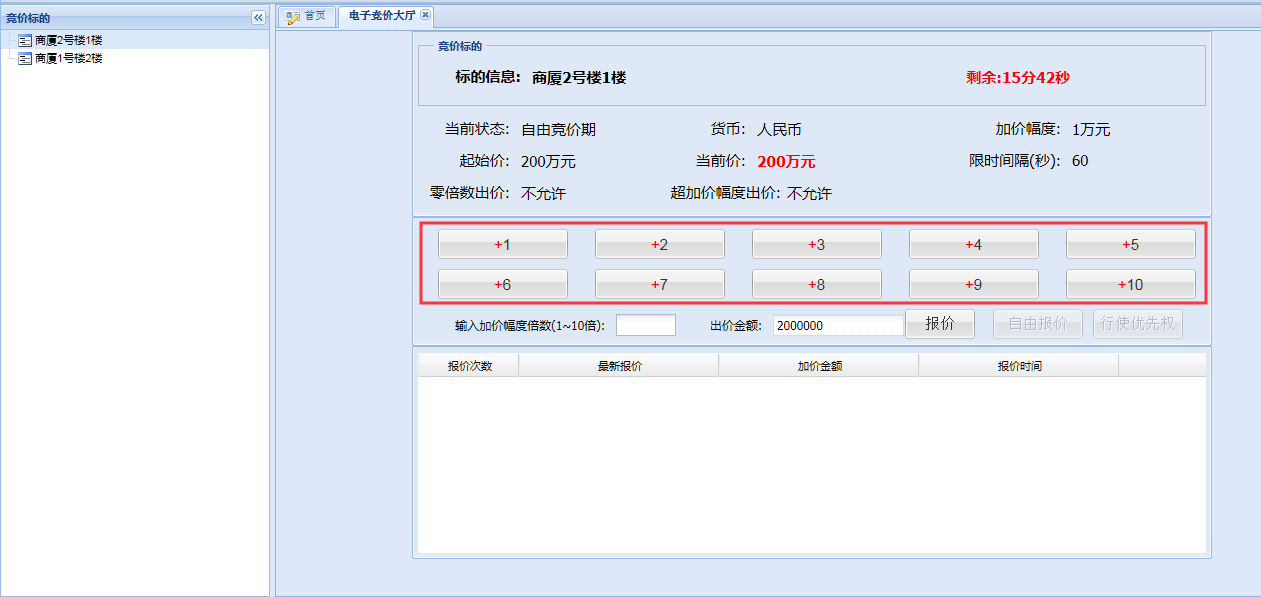 竞价标的
商厦2号楼1楼
商厦1号楼2楼
首页
电子竞价大厅
竞价标的
标的信息: 商厦2号楼1楼 剩余:15分42秒
当前状态: 自由竞价期 货币: 人民币 加价幅度: 1万元
起始价: 200万元 当前价: 200万元 限时间隔(秒): 60
零倍数出价: 不允许 超加价幅度出价: 不允许
+1 +2 +3 +4 +5
+6 +7 +8 +9 +10
输入加价幅度倍数(1~10倍): 出价金额: 2000000 报价 自由报价 行使优先权
报价次数 最新报价 加价金额 报价时间